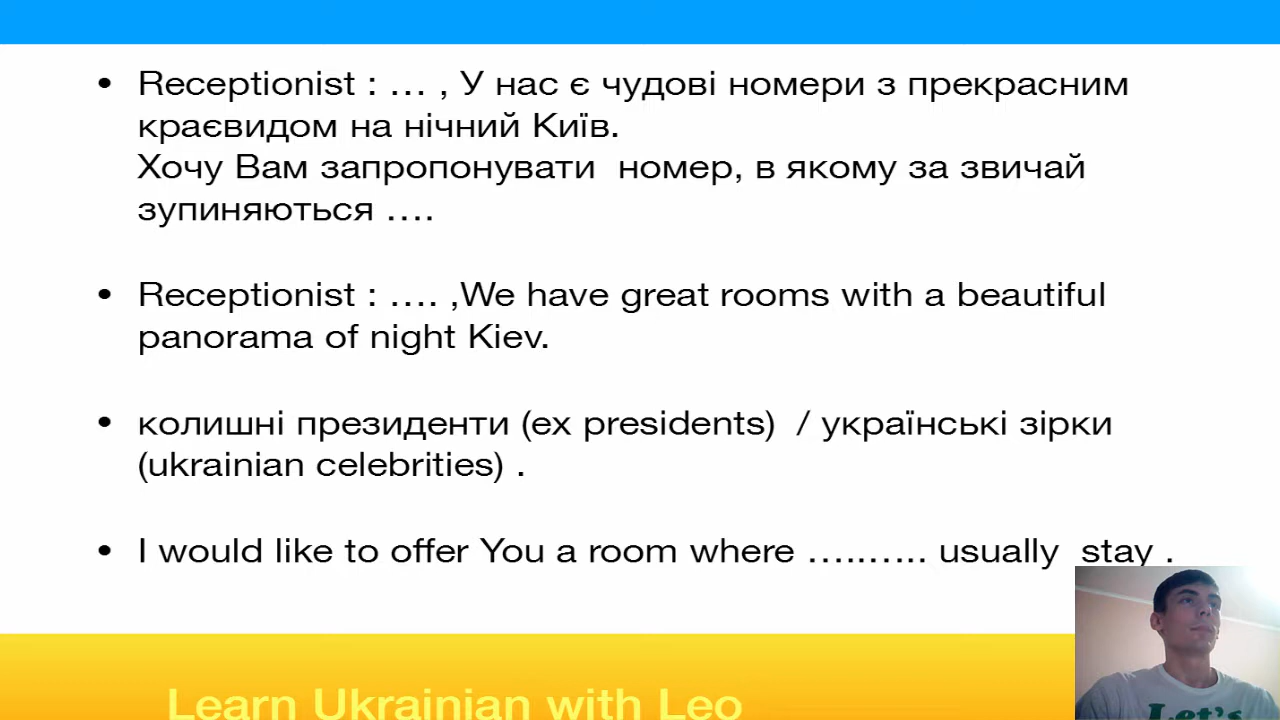 • Receptionist : … , У нас є чудові номери з прекрасним
краєвидом на нічний Київ.
Хочу Вам запропонувати  номер, в якому за звичай
зупиняються ….
• Receptionist : …. ,We have great rooms with a beautiful
panorama of night Kiev.
• колишні президенти (ex presidents)  / українські зірки
(ukrainian celebrities) .
• I would like to offer You a room where ….….. usually  stay .
Learn Ukrainian with Leo
Let's